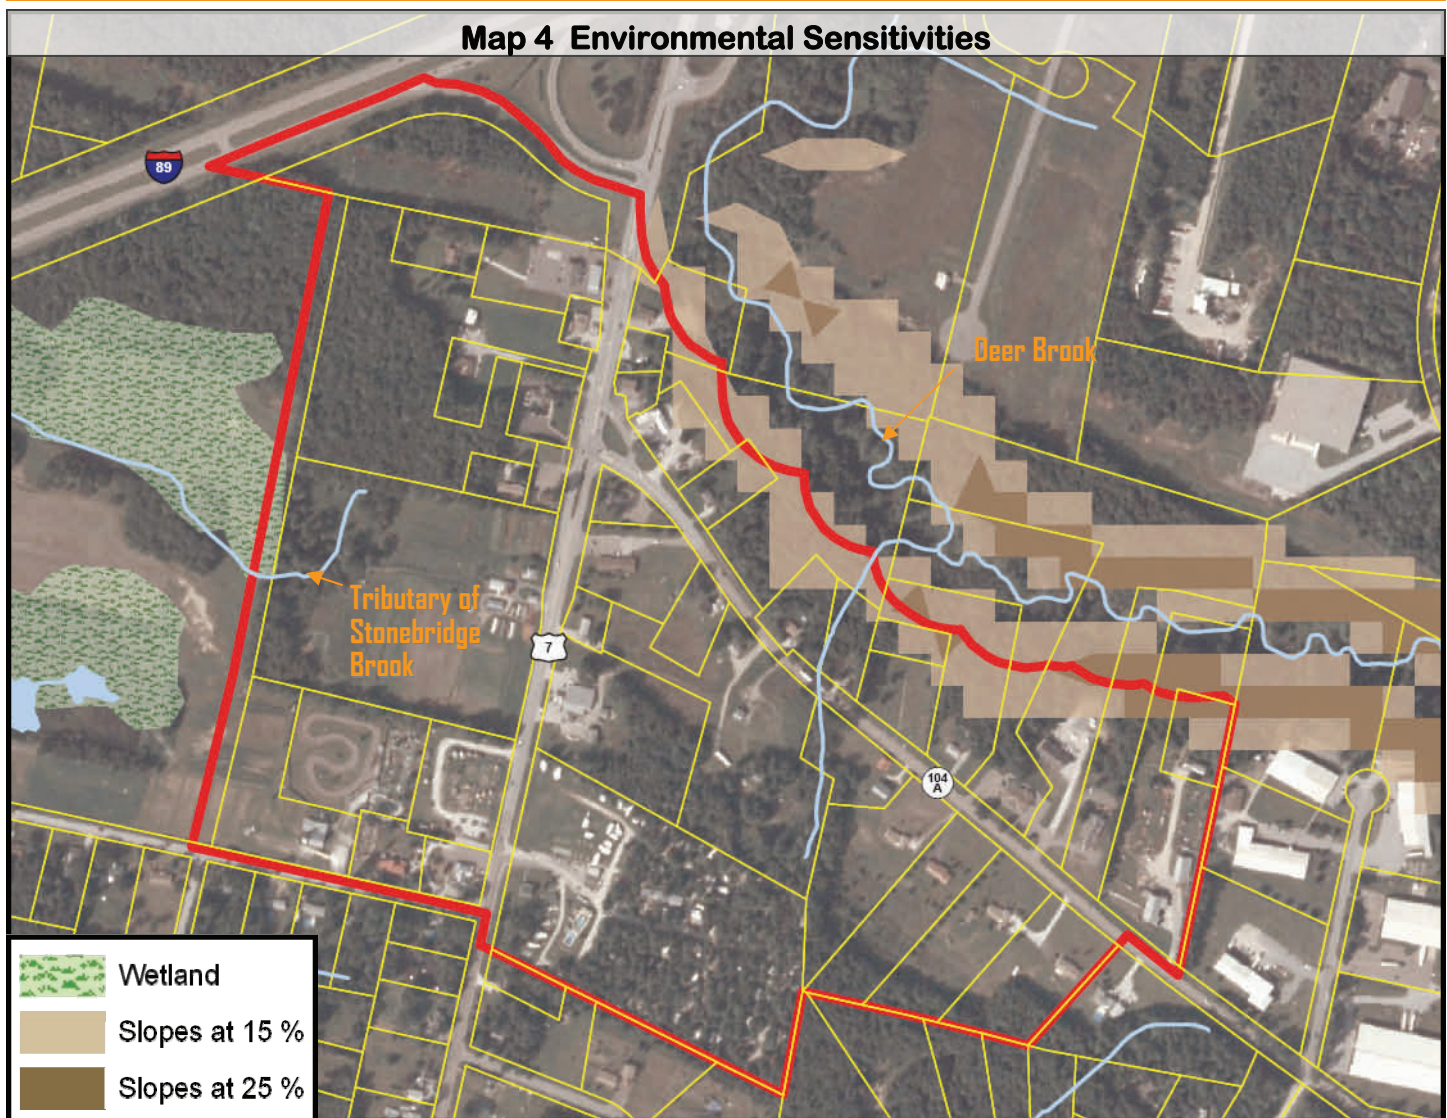 Map 4 Environmental Sensitivities
89
Deer Brook
Tributary of
Stonebridge
Brook
7
104
A
Wetland
Slopes at 15 %
Slopes at 25 %